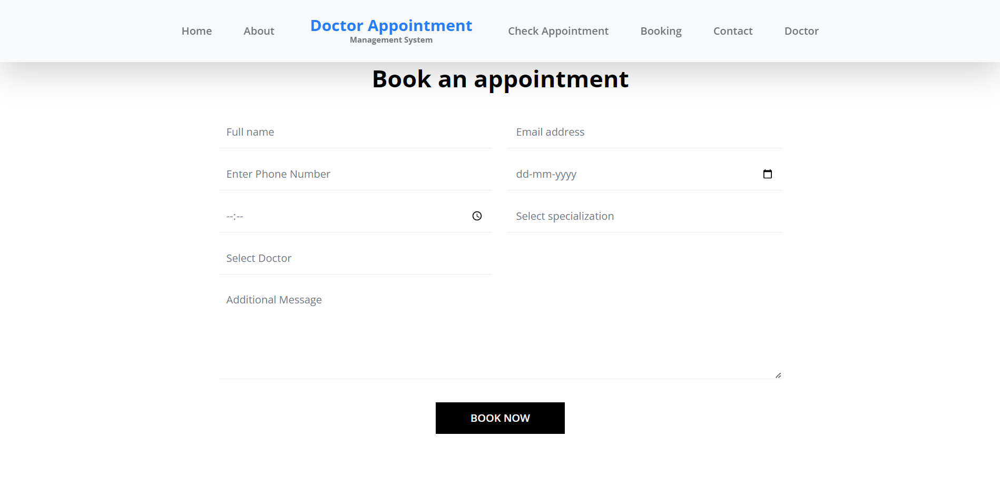 Home
About
Doctor Appointment
Management System
Check Appointment
Booking
Contact
Doctor
Book an appointment
Full name
Email address
Enter Phone Number
dd-mm-yyyy
--:--
Select specialization
Select Doctor
Additional Message
BOOK NOW